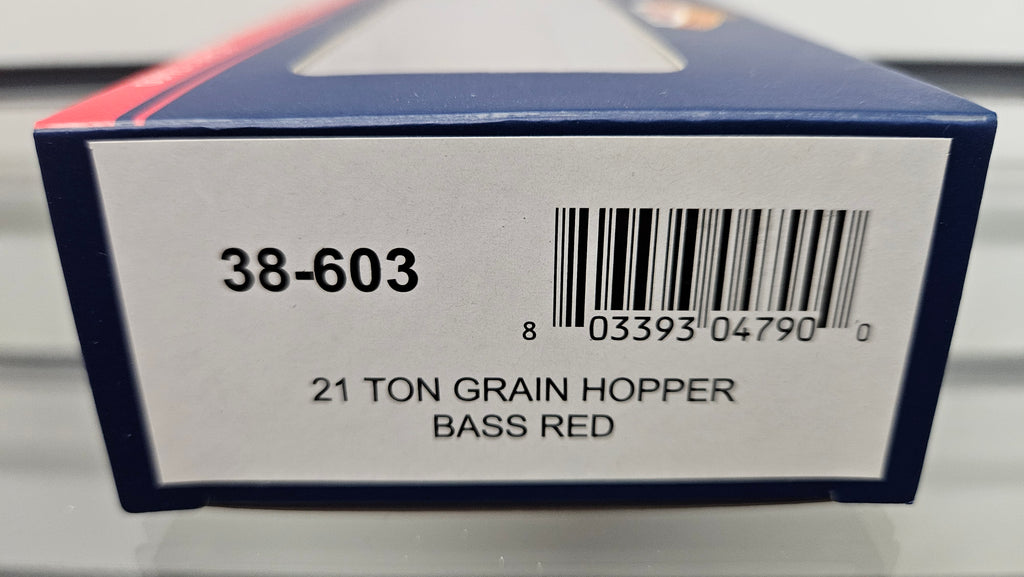 38-603
8 03393 04790 0
21 TON GRAIN HOPPER
BASS RED